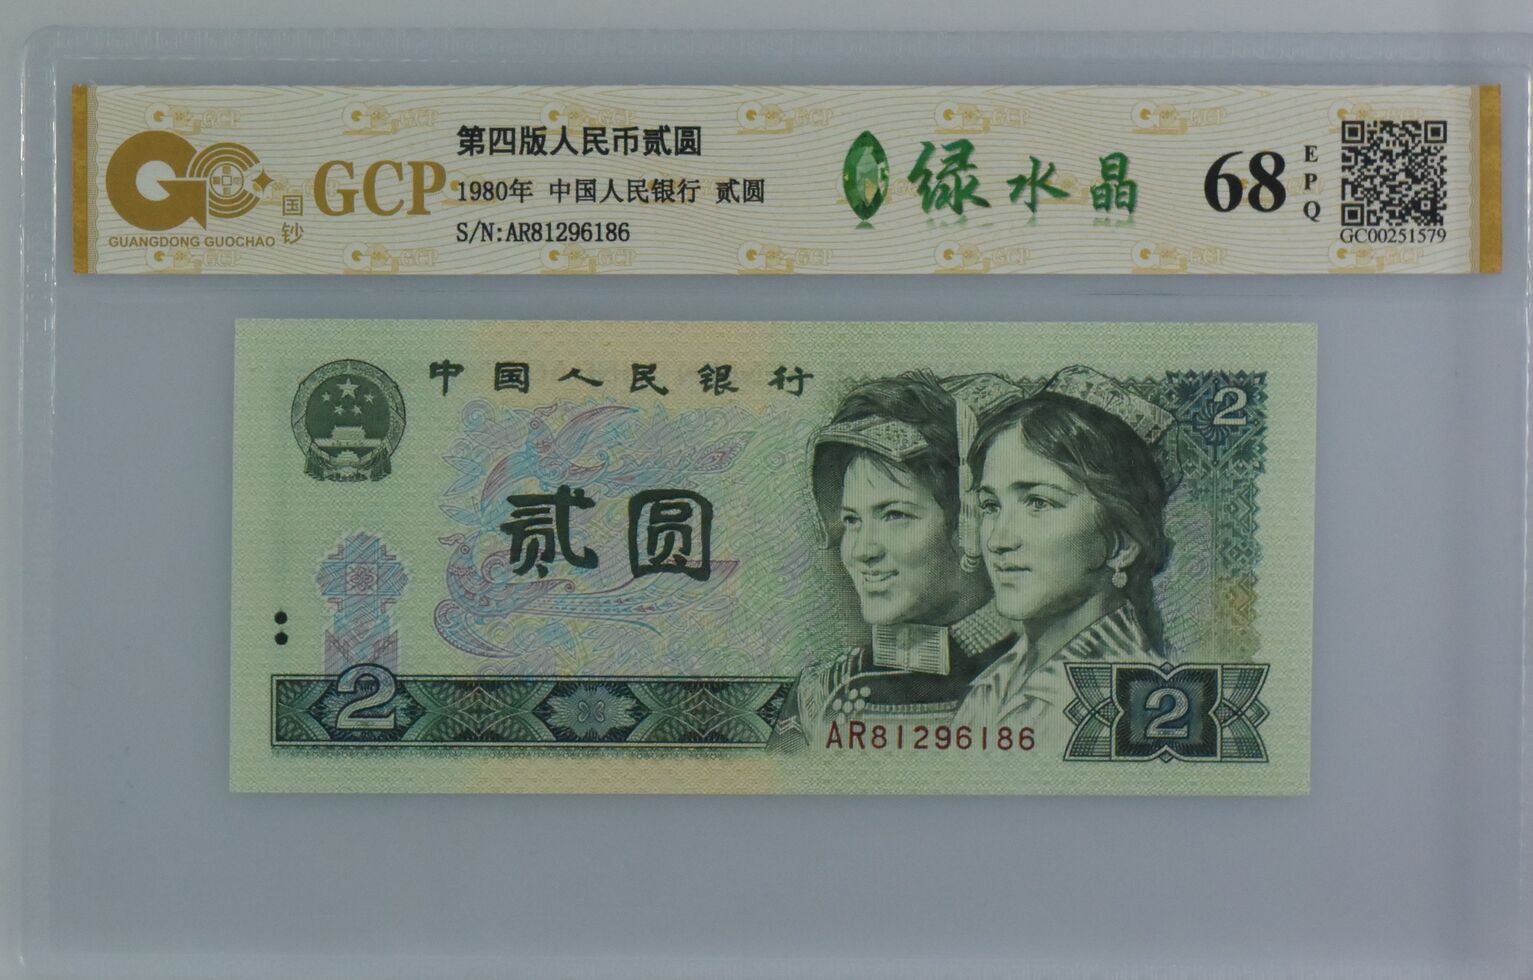 GUANGDONG GUOCHAO
国钞
GCP
第四版人民币贰圆
1980年 中国人民银行 贰圆
S/N:AR81296186
绿水晶
68
EPQ
GC00251579
中国人民银行
2
贰圆
2
AR81296186
2